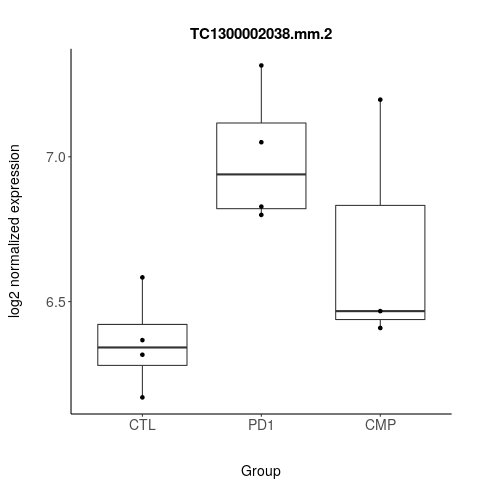 TC1300002038.mm.2
log2 normalized expression
7.0
6.5
CTL PD1 CMP
Group